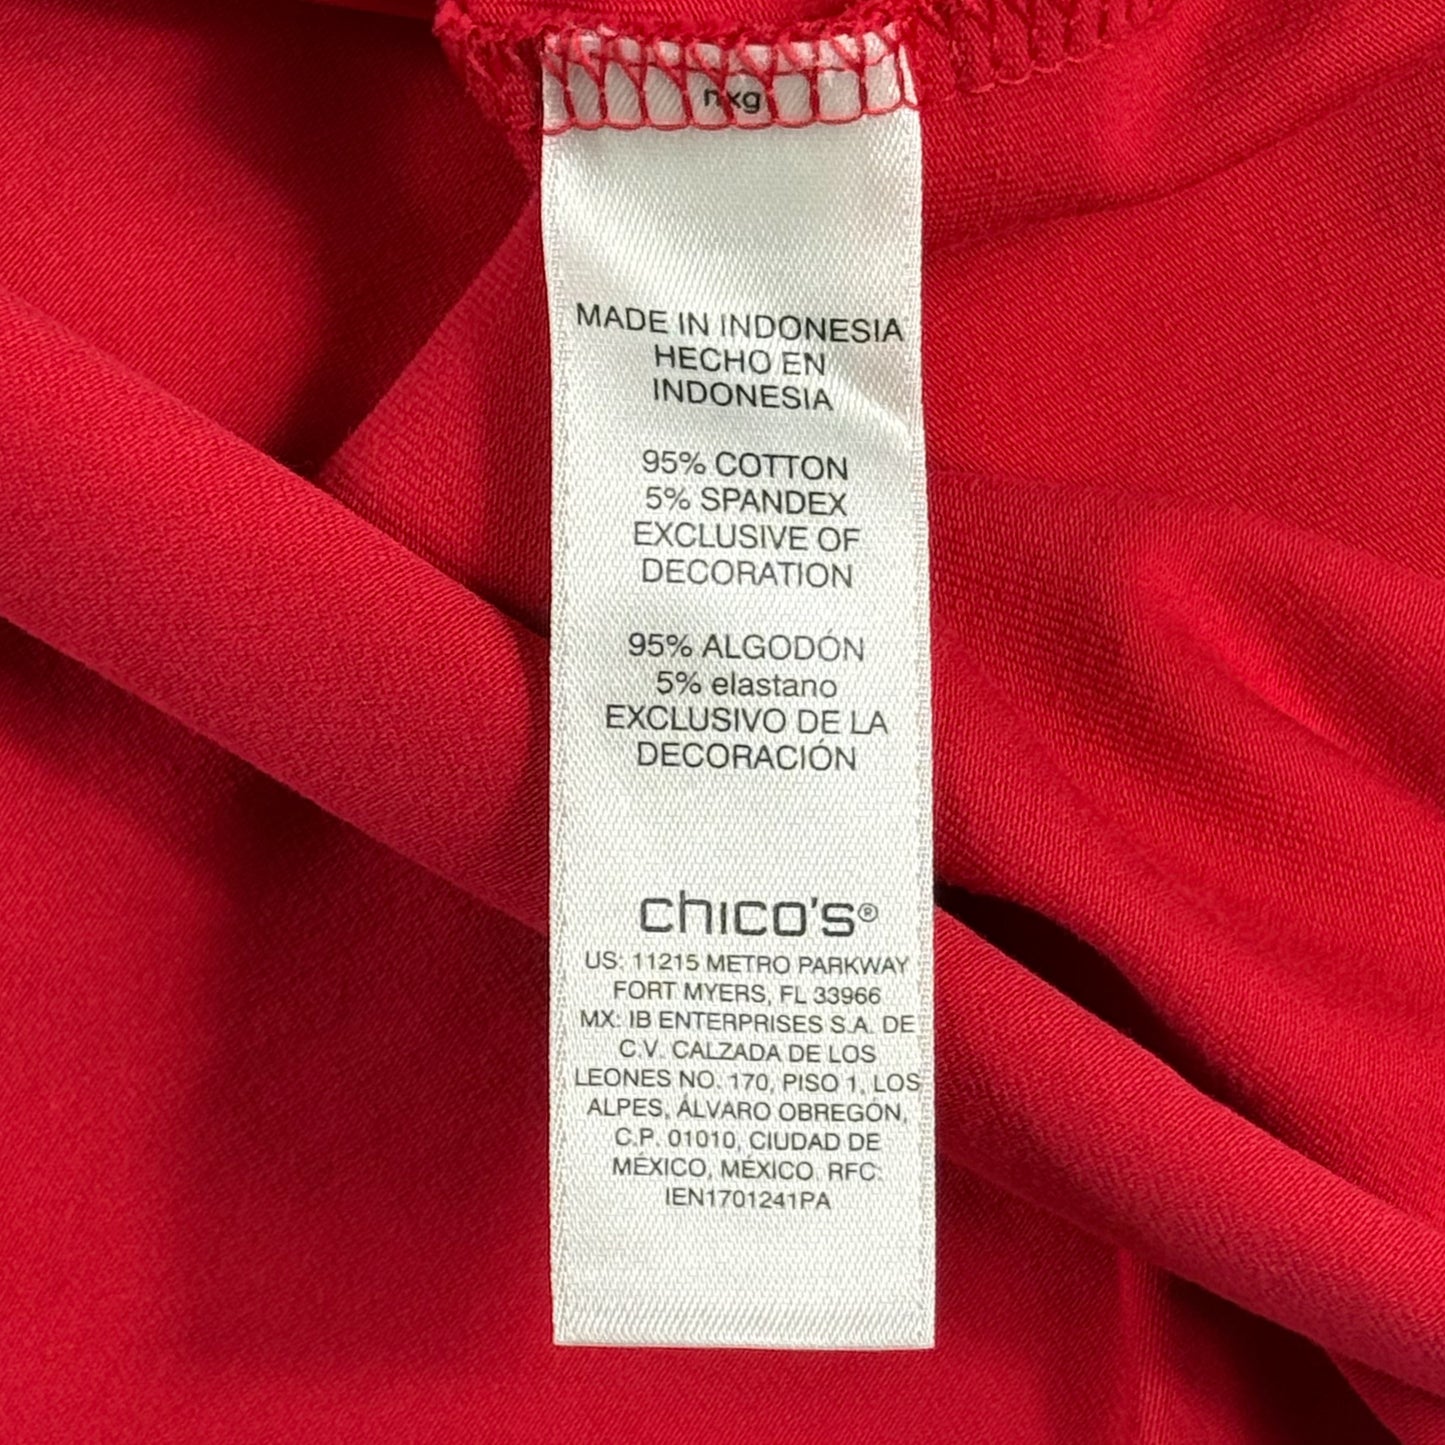 MADE IN INDONESIA
HECHO EN
INDONESIA
95% COTTON
5% SPANDEX
EXCLUSIVE OF
DECORATION
95% ALGODÓN
5% elastano
EXCLUSIVO DE LA
DECORACIÓN
chico's®
US: 11215 METRO PARKWAY
FORT MYERS, FL 33966
MX: IB ENTERPRISES S.A. DE
C.V. CALZADA DE LOS
LEONES NO. 170, PISO 1, LOS
ALPES, ÁLVARO OBREGÓN,
C.P. 01010, CIUDAD DE
MÉXICO, MÉXICO. RFC:
IEN1701241PA